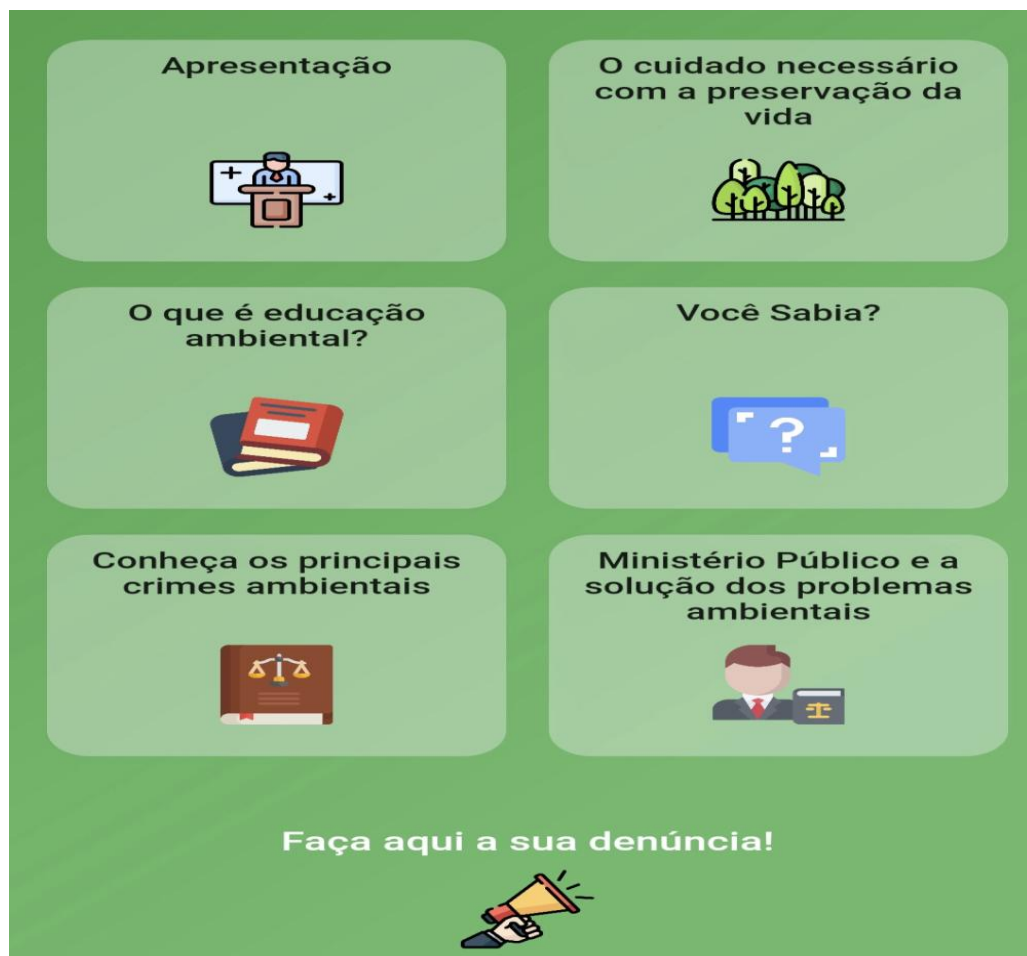 Apresentação
O cuidado necessário
com a preservação da
vida
O que é educação
ambiental?
Você Sabia?
Conheça os principais
crimes ambientais
Ministério Público e a
solução dos problemas
ambientais
Faça aqui a sua denúncia!